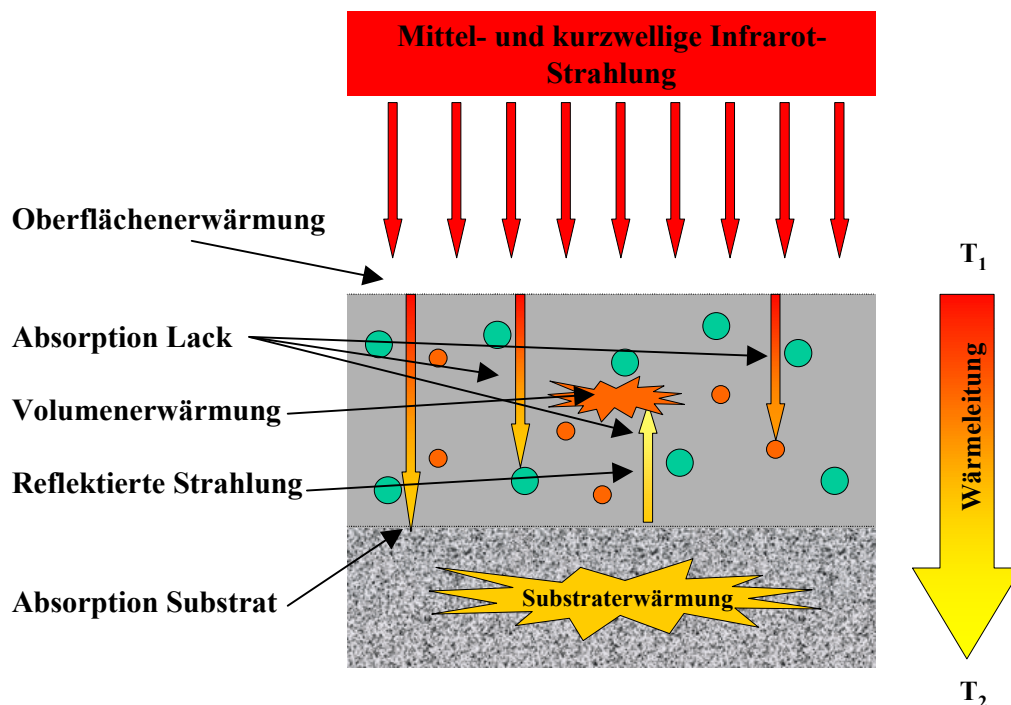 Mittel- und kurzwellige Infrarot-
Strahlung
Oberflächenerwärmung
T1
Absorption Lack
Volumenerwärmung
Reflektierte Strahlung
Wärmeleitung
Absorption Substrat
Substraterwärmung
T2